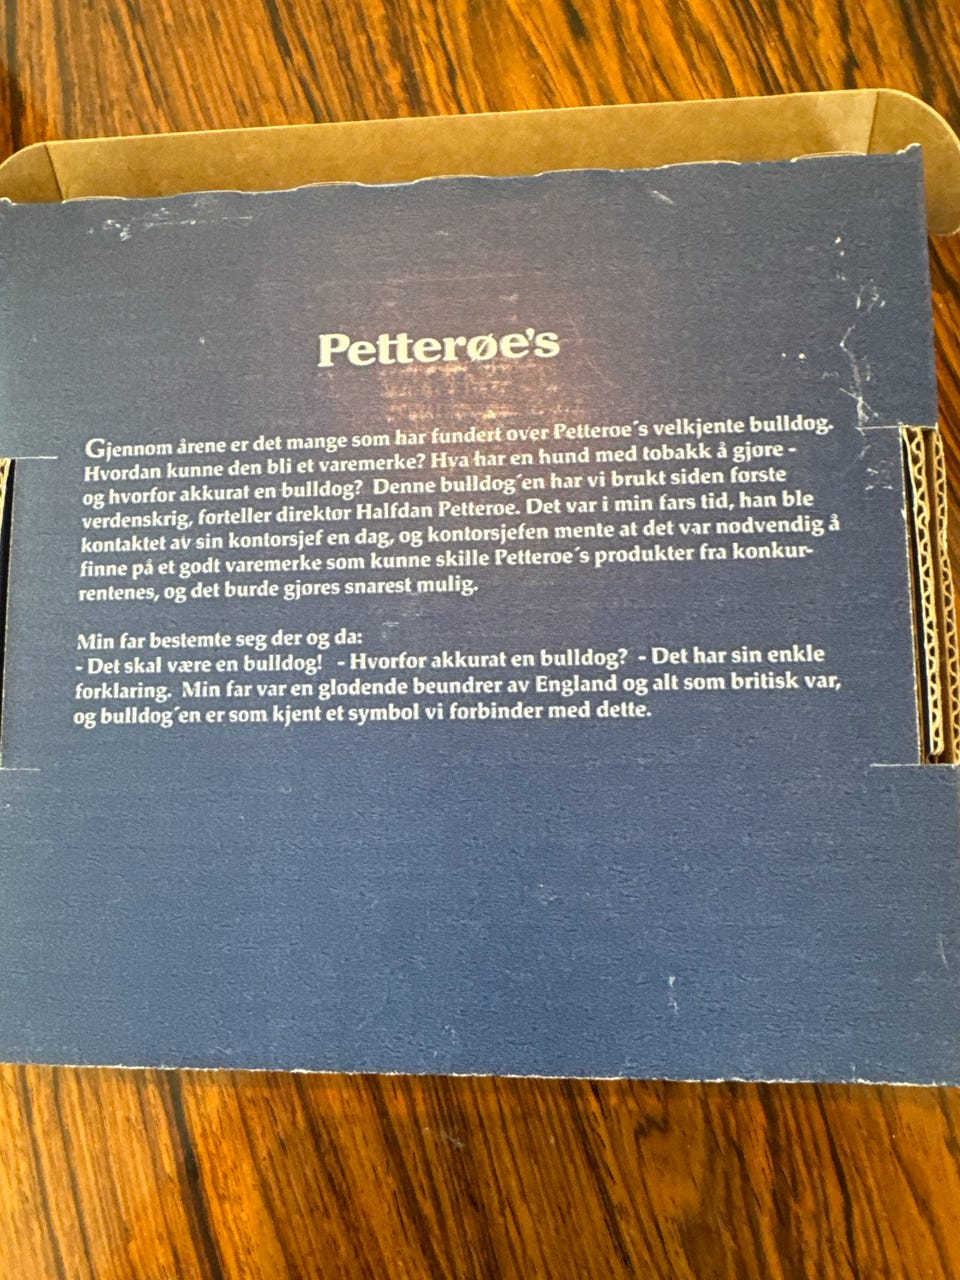 Petterøe's
Gjennom årene er det mange som har fundert over Petterøe´s velkjente bulldog.
Hvordan kunne den bli et varemerke? Hva har en hund med tobakk å gjøre -
og hvorfor akkurat en bulldog? Denne bulldog´en har vi brukt siden første
verdenskrig, forteller direktør Halfdan Petterøe. Det var i min fars tid, han ble
kontaktet av sin kontorsjef en dag, og kontorsjefen mente at det var nødvendig å
finne på et godt varemerke som kunne skille Petterøe´s produkter fra konkur-
rentenes, og det burde gjøres snarest mulig.
Min far bestemte seg der og da:
- Det skal være en bulldog! - Hvorfor akkurat en bulldog? - Det har sin enkle
forklaring. Min far var en glødende beundrer av England og alt som britisk var,
og bulldog´en er som kjent et symbol vi forbinder med dette.